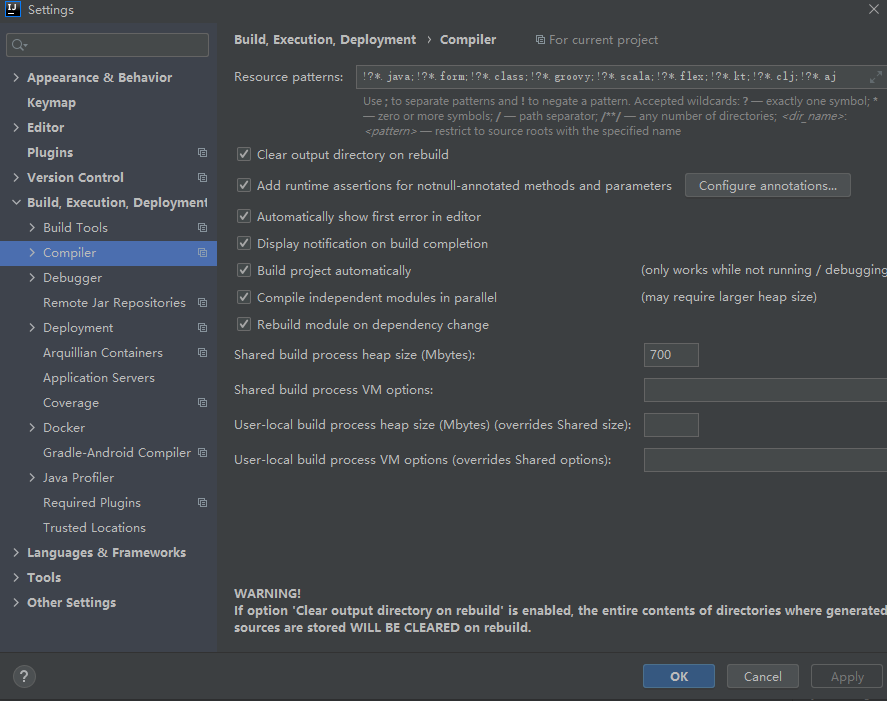 IJ Settings
Appearance & Behavior
Keymap
Editor
Plugins
Version Control
Build, Execution, Deployment
Build Tools
Compiler
Debugger
Remote Jar Repositories
Deployment
Arquillian Containers
Application Servers
Coverage
Docker
Gradle-Android Compiler
Java Profiler
Required Plugins
Trusted Locations
Languages & Frameworks
Tools
Other Settings
?
Build, Execution, Deployment › Compiler For current project
Resource patterns: !?*.java;!?*.form;!?*.class;!?*.groovy;!?*.scala;!?*.flex;!?*.kt;!?*.clj;!?*.aj
Use ; to separate patterns and ! to negate a pattern. Accepted wildcards: ? — exactly one symbol; *
— zero or more symbols; / — path separator; /**/ — any number of directories; <dir_name>:
<pattern> — restrict to source roots with the specified name
Clear output directory on rebuild
Add runtime assertions for notnull-annotated methods and parameters Configure annotations...
Automatically show first error in editor
Display notification on build completion
Build project automatically (only works while not running / debugging
Compile independent modules in parallel (may require larger heap size)
Rebuild module on dependency change
Shared build process heap size (Mbytes): 700
Shared build process VM options:
User-local build process heap size (Mbytes) (overrides Shared size):
User-local build process VM options (overrides Shared options):
WARNING!
If option 'Clear output directory on rebuild' is enabled, the entire contents of directories where generated
sources are stored WILL BE CLEARED on rebuild.
OK Cancel Apply